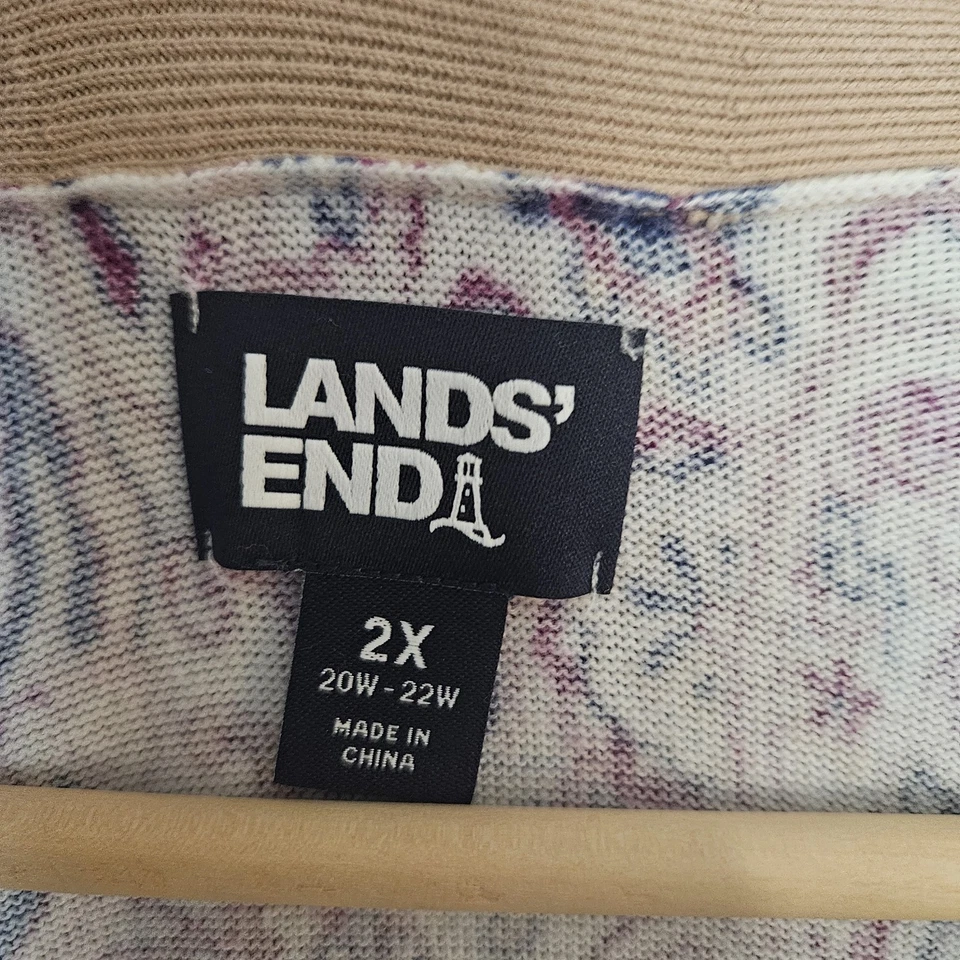 LANDS'
END
2X
20W - 22W
MADE IN
CHINA